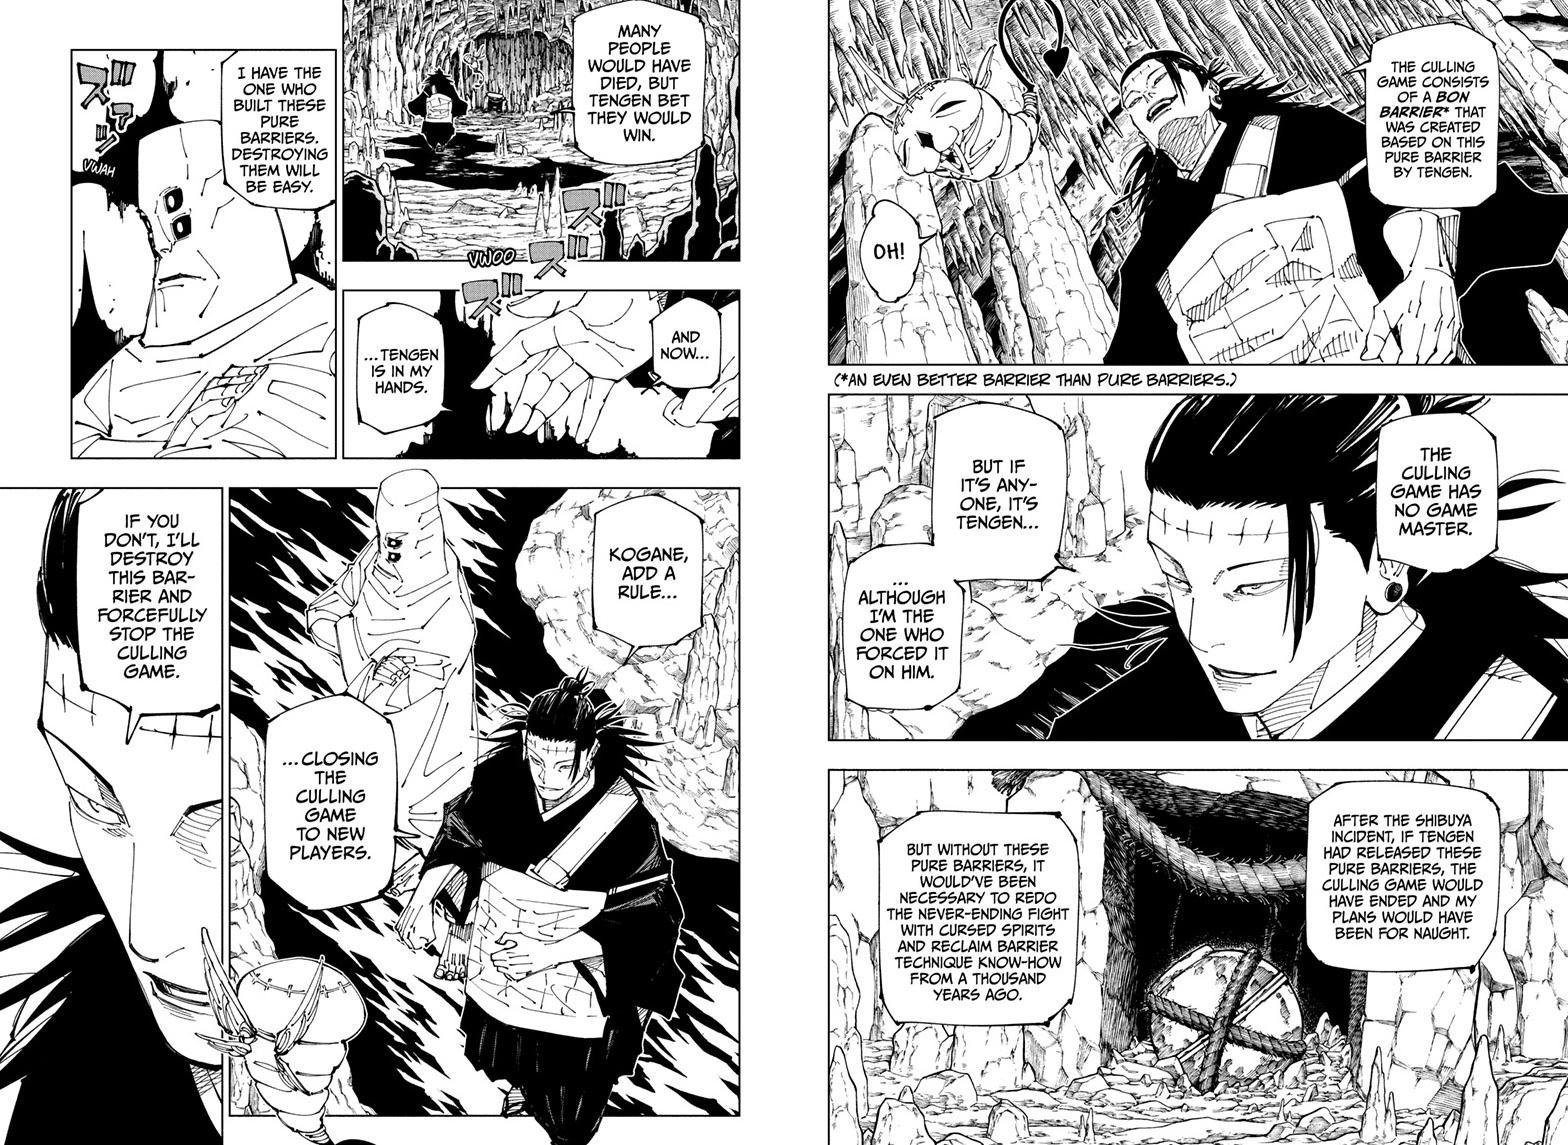 THE CULLING
GAME CONSISTS
OF A BON
BARRIER* THAT
WAS CREATED
BASED ON THIS
PURE BARRIER
BY TENGEN.
OH!
(*AN EVEN BETTER BARRIER THAN PURE BARRIERS.)
THE
CULLING
GAME HAS
NO GAME
MASTER.
BUT IF
IT'S ANY-
ONE, IT'S
TENGEN...
...
ALTHOUGH
I'M THE
ONE WHO
FORCED IT
ON HIM.
AFTER THE SHIBUYA
INCIDENT, IF TENGEN
HAD RELEASED THESE
PURE BARRIERS, THE
CULLING GAME WOULD
HAVE ENDED AND MY
PLANS WOULD HAVE
BEEN FOR NAUGHT.
BUT WITHOUT THESE
PURE BARRIERS, IT
WOULD'VE BEEN
NECESSARY TO REDO
THE NEVER-ENDING FIGHT
WITH CURSED SPIRITS
AND RECLAIM BARRIER
TECHNIQUE KNOW-HOW
FROM A THOUSAND
YEARS AGO.
MANY
PEOPLE
WOULD HAVE
DIED, BUT
TENGEN BET
THEY WOULD
WIN.
ズズズ
VWOO
AND
NOW...
...TENGEN
IS IN MY
HANDS.
I HAVE THE
ONE WHO
BUILT THESE
PURE
BARRIERS.
DESTROYING
THEM WILL
BE EASY.
ズズアッ
VWAH
KOGANE,
ADD A
RULE...
...CLOSING
THE
CULLING
GAME
TO NEW
PLAYERS.
IF YOU
DON'T, I'LL
DESTROY
THIS BAR-
RIER AND
FORCEFULLY
STOP THE
CULLING
GAME.